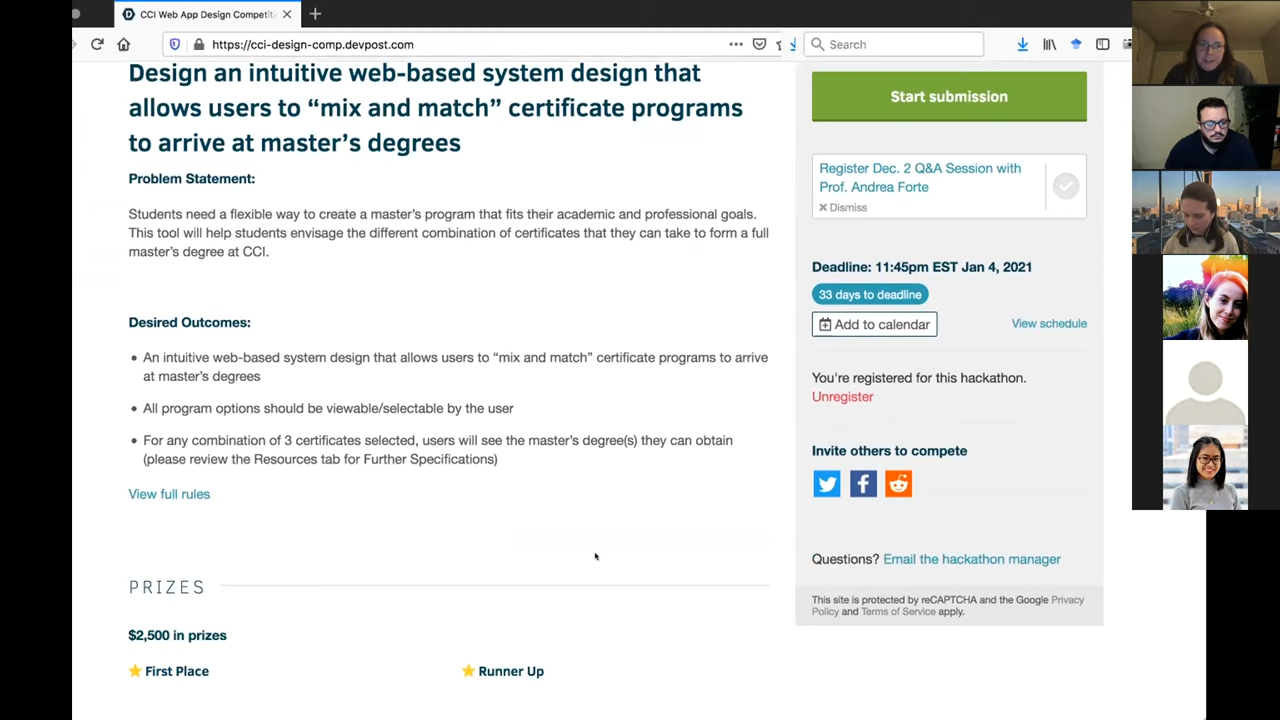 CCI Web App Design Competit
https://cci-design-comp.devpost.com
Search
Design an intuitive web-based system design that
allows users to “mix and match” certificate programs
to arrive at master’s degrees
Problem Statement:
Students need a flexible way to create a master’s program that fits their academic and professional goals.
This tool will help students envisage the different combination of certificates that they can take to form a full
master’s degree at CCI.
Desired Outcomes:
An intuitive web-based system design that allows users to “mix and match” certificate programs to arrive
at master’s degrees
All program options should be viewable/selectable by the user
For any combination of 3 certificates selected, users will see the master’s degree(s) they can obtain
(please review the Resources tab for Further Specifications)
View full rules
PRIZES
$2,500 in prizes
First Place
Runner Up
Start submission
Register Dec. 2 Q&A Session with
Prof. Andrea Forte
Dismiss
Deadline: 11:45pm EST Jan 4, 2021
33 days to deadline
Add to calendar
View schedule
You're registered for this hackathon.
Unregister
Invite others to compete
Questions? Email the hackathon manager
This site is protected by reCAPTCHA and the Google Privacy
Policy and Terms of Service apply.